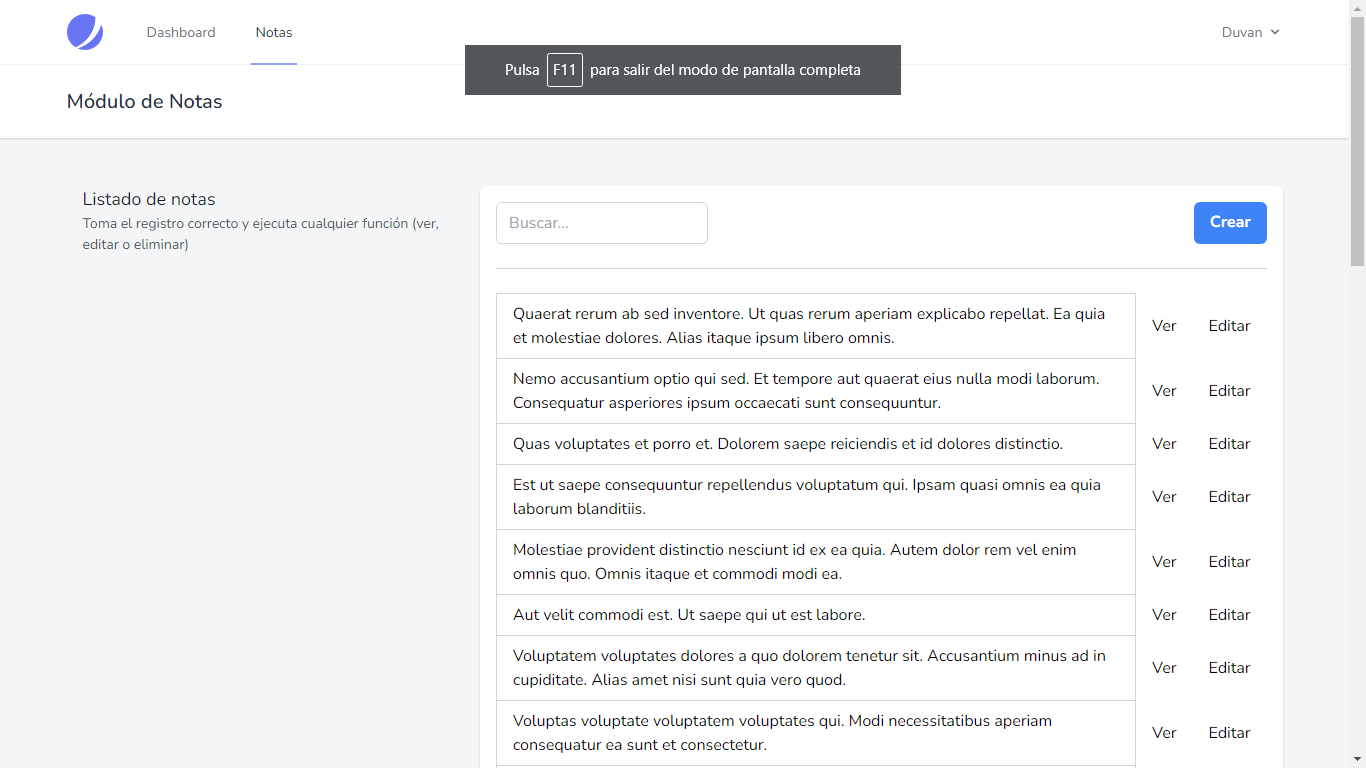 Dashboard
Notas
Duvan
Pulsa F11 para salir del modo de pantalla completa
Módulo de Notas
Listado de notas
Toma el registro correcto y ejecuta cualquier función (ver,
editar o eliminar)
Buscar...
Crear
Quaerat rerum ab sed inventore. Ut quas rerum aperiam explicabo repellat. Ea quia
et molestiae dolores. Alias itaque ipsum libero omnis.
Ver
Editar
Nemo accusantium optio qui sed. Et tempore aut quaerat eius nulla modi laborum.
Consequatur asperiores ipsum occaecati sunt consequuntur.
Ver
Editar
Quas voluptates et porro et. Dolorem saepe reiciendis et id dolores distinctio.
Ver
Editar
Est ut saepe consequuntur repellendus voluptatum qui. Ipsam quasi omnis ea quia
laborum blanditiis.
Ver
Editar
Molestiae provident distinctio nesciunt id ex ea quia. Autem dolor rem vel enim
omnis quo. Omnis itaque et commodi modi ea.
Ver
Editar
Aut velit commodi est. Ut saepe qui ut est labore.
Ver
Editar
Voluptatem voluptates dolores a quo dolorem tenetur sit. Accusantium minus ad in
cupiditate. Alias amet nisi sunt quia vero quod.
Ver
Editar
Voluptas voluptate voluptatem voluptates qui. Modi necessitatibus aperiam
consequatur ea sunt et consectetur.
Ver
Editar